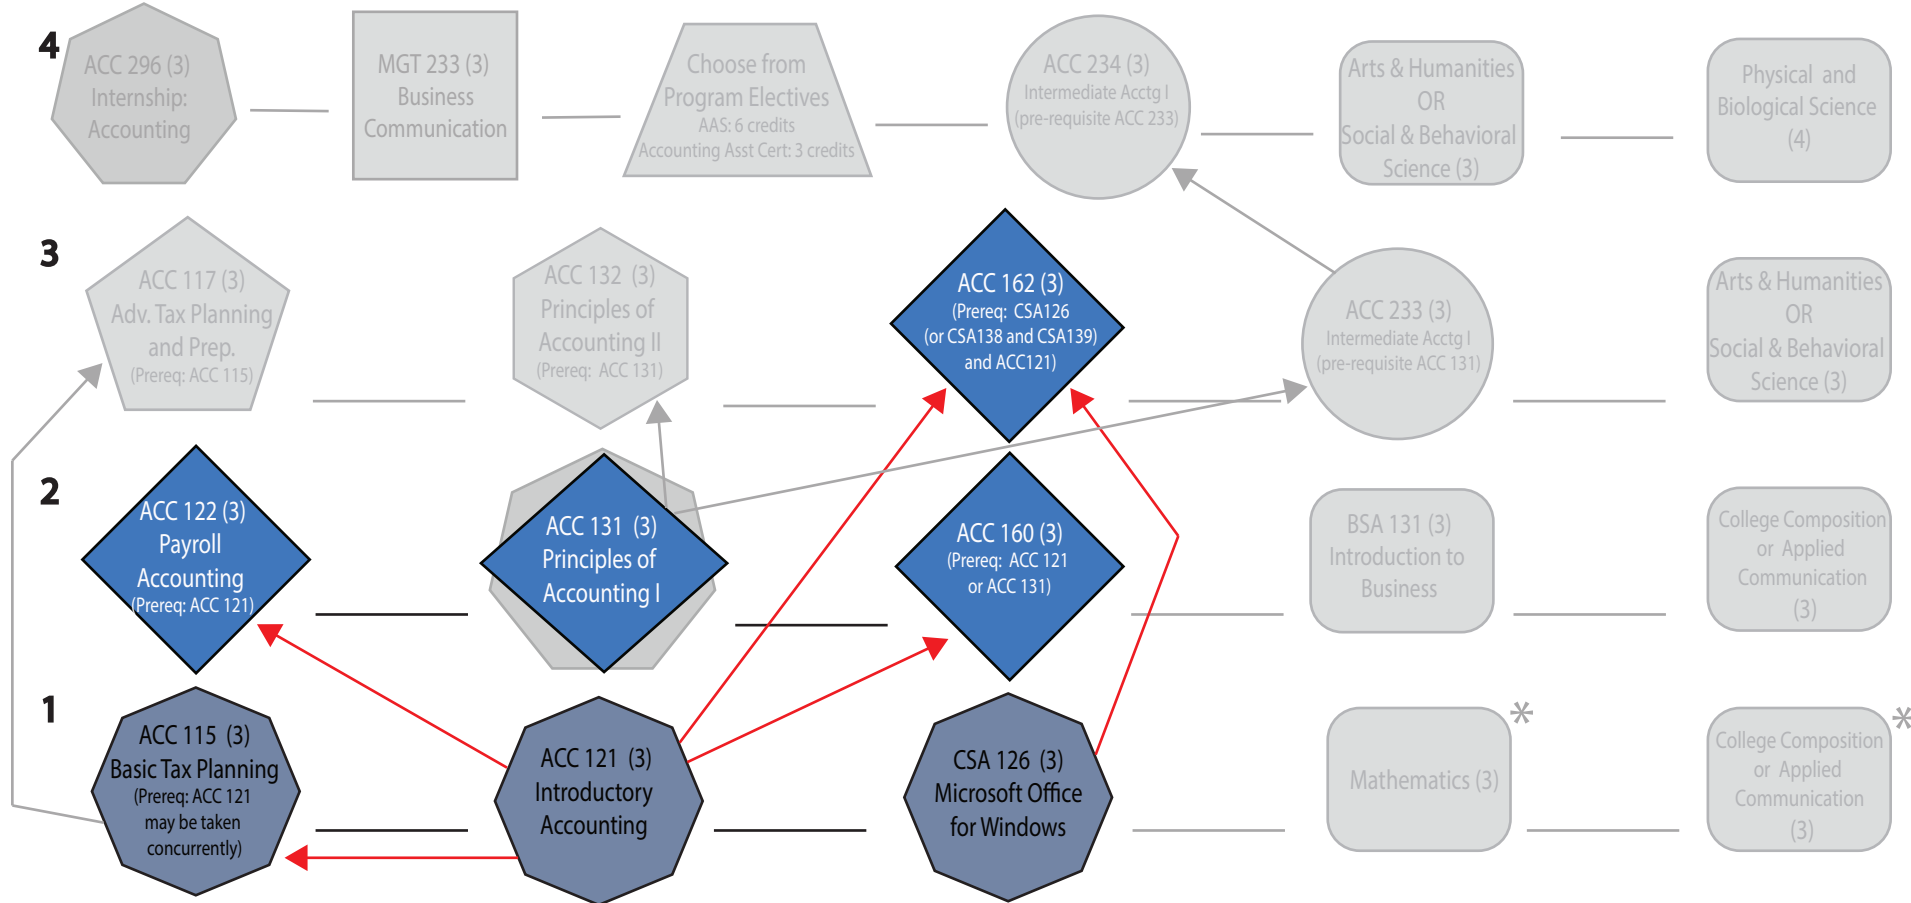 4
ACC 296 (3)
Internship:
Accounting
MGT 233 (3)
Business
Communication
Choose from
Program Electives
AAS: 6 credits
Accounting Asst Cert: 3 credits
ACC 234 (3)
Intermediate Acctg I
(pre-requisite ACC 233)
Arts & Humanities
OR
Social & Behavioral
Science (3)
Physical and
Biological Science
(4)
3
ACC 117 (3)
Adv. Tax Planning
and Prep.
(Prereq: ACC 115)
ACC 132 (3)
Principles of
Accounting II
(Prereq: ACC 131)
ACC 162 (3)
(Prereq: CSA126
(or CSA138 and CSA139)
and ACC121)
ACC 233 (3)
Intermediate Acctg I
(pre-requisite ACC 131)
Arts & Humanities
OR
Social & Behavioral
Science (3)
2
ACC 122 (3)
Payroll
Accounting
(Prereq: ACC 121)
ACC 131 (3)
Principles of
Accounting I
ACC 160 (3)
(Prereq: ACC 121
or ACC 131)
BSA 131 (3)
Introduction to
Business
College Composition
or Applied
Communication
(3)
1
ACC 115 (3)
Basic Tax Planning
(Prereq: ACC 121
may be taken
concurrently)
ACC 121 (3)
Introductory
Accounting
CSA 126 (3)
Microsoft Office
for Windows
Mathematics (3)
*
College Composition
or Applied
Communication
(3)
*